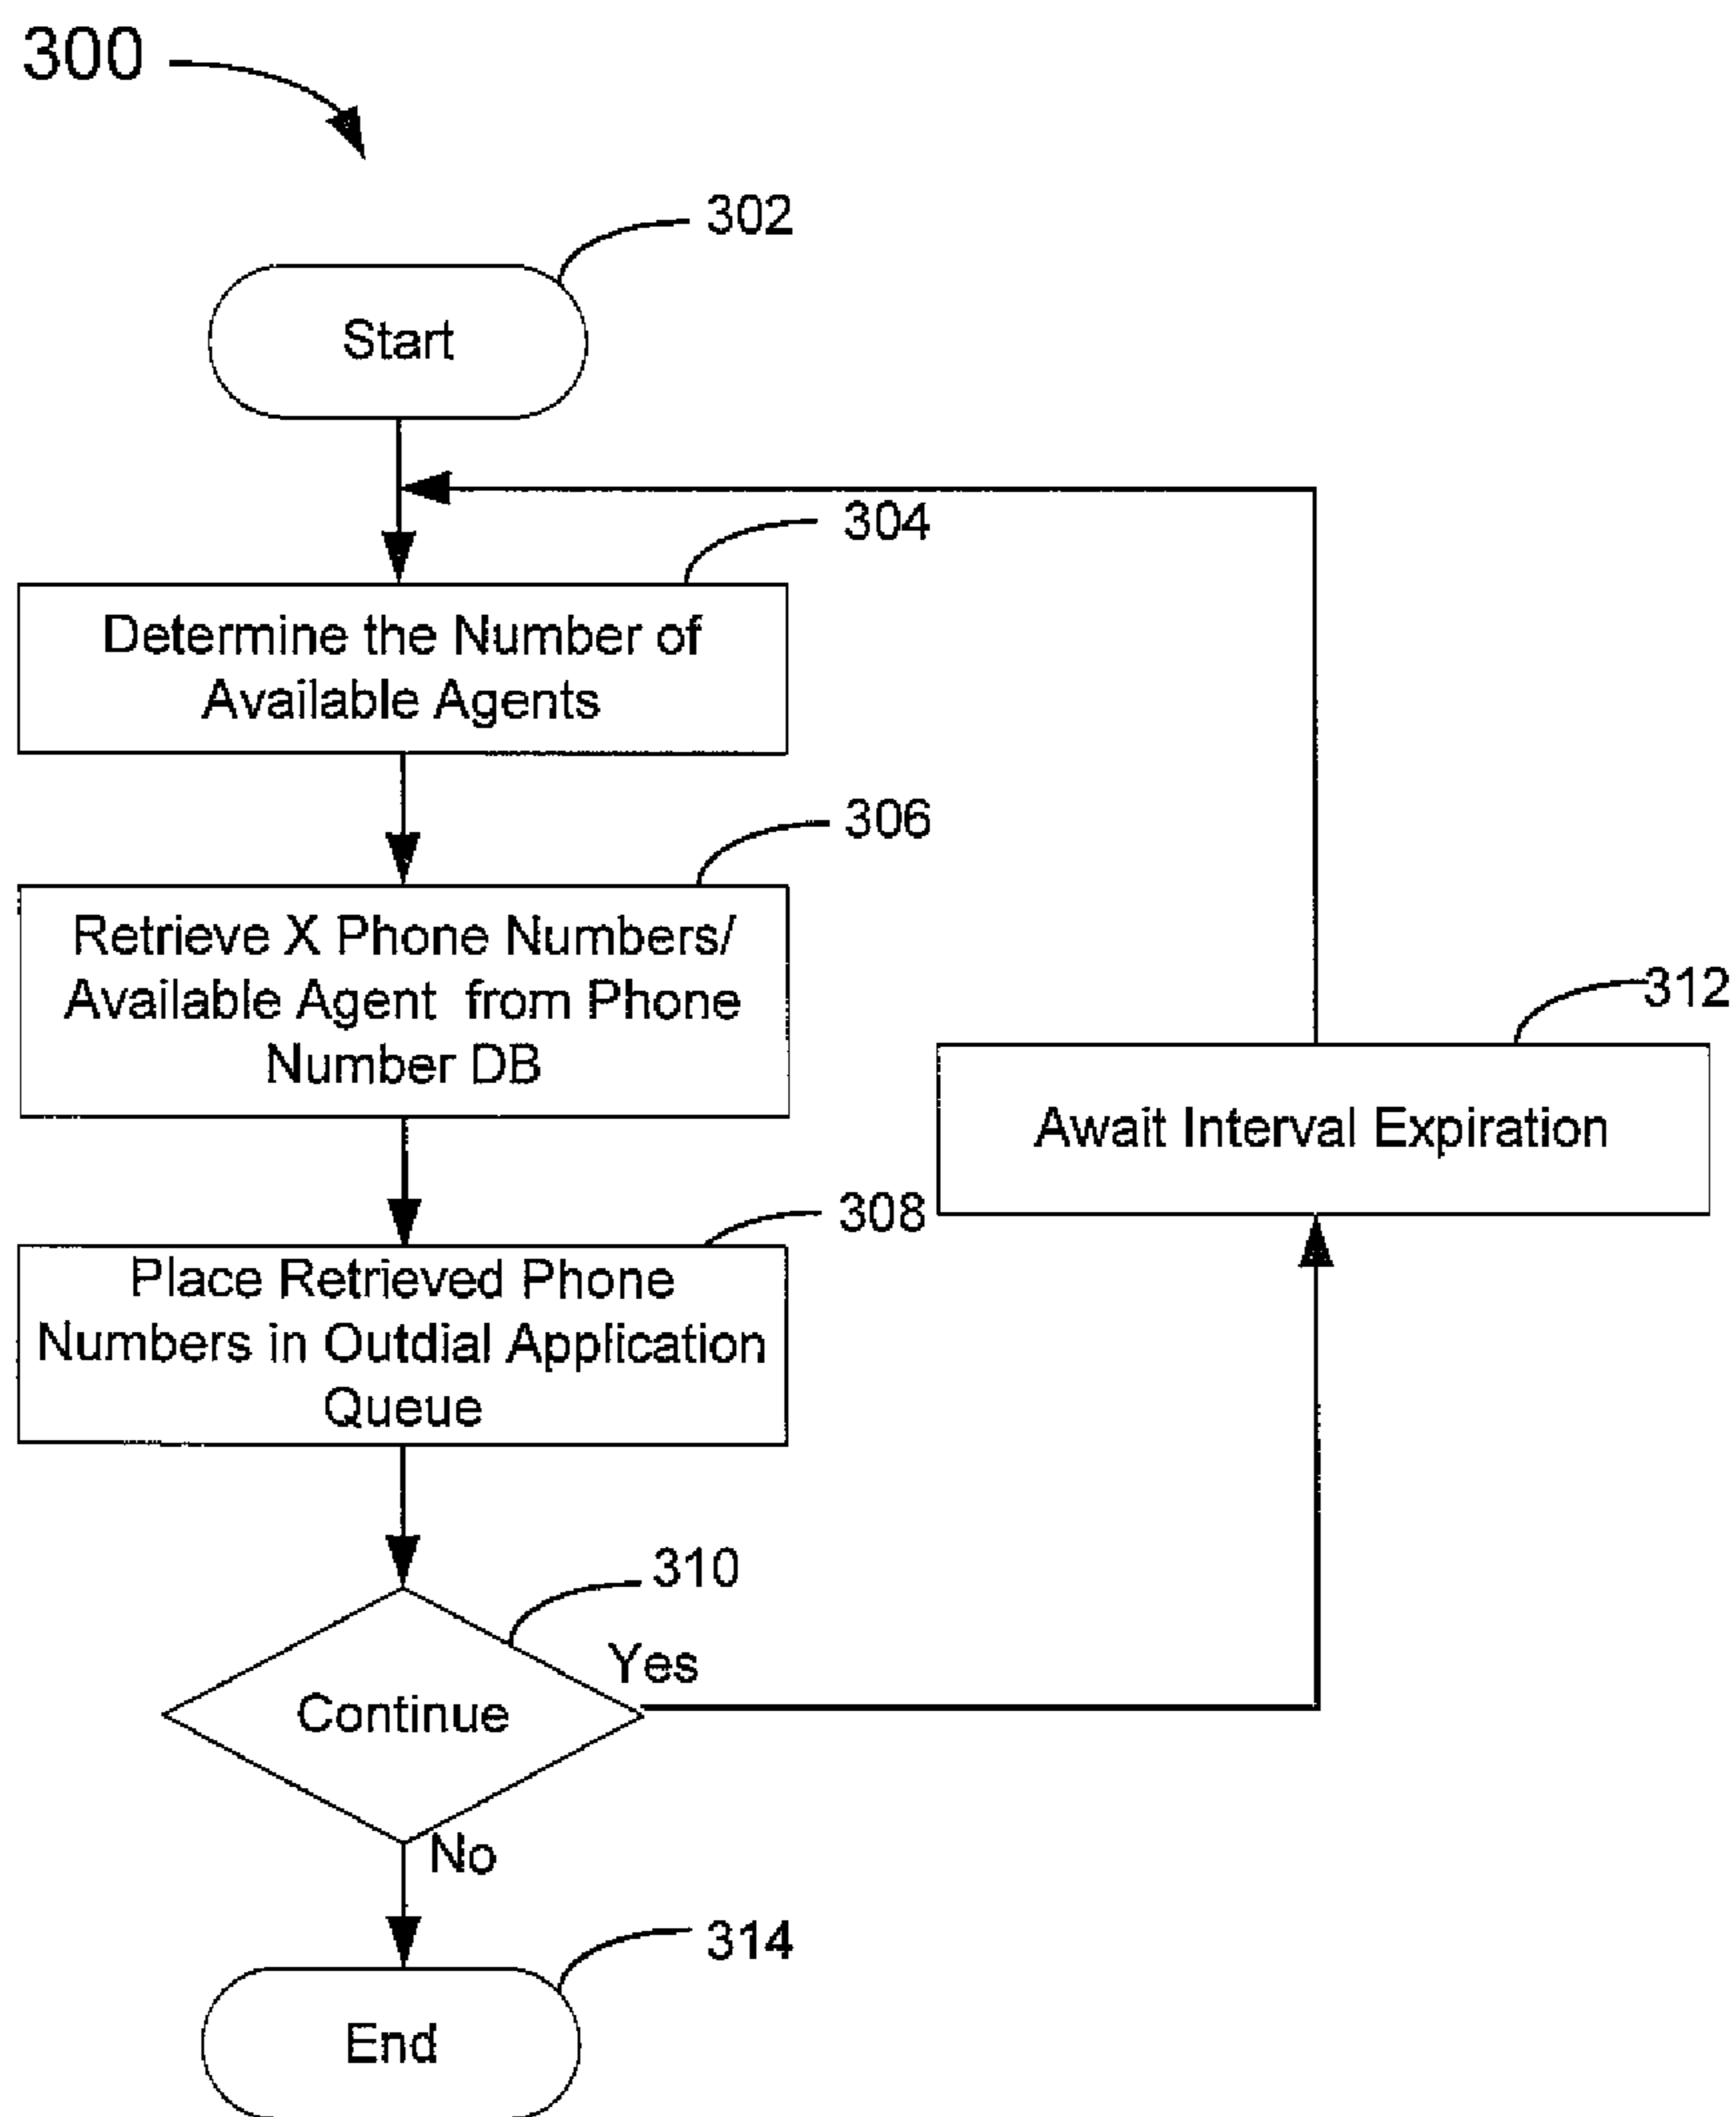 300
302
Start
304
Determine the Number of
Available Agents
306
Retrieve X Phone Numbers/
Available Agent from Phone
Number DB
312
Await Interval Expiration
308
Place Retrieved Phone
Numbers in Outdial Application
Queue
310
Yes
Continue
No
314
End